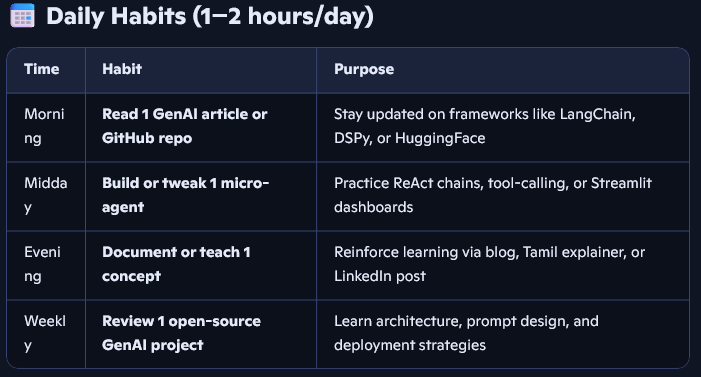 Daily Habits (1–2 hours/day)
Time Habit Purpose
Morni Read 1 GenAI article or Stay updated on frameworks like LangChain,
ng GitHub repo DSPy, or HuggingFace
Midda Build or tweak 1 micro- Practice ReAct chains, tool-calling, or Streamlit
y agent dashboards
Eveni Document or teach 1 Reinforce learning via blog, Tamil explainer, or
ng concept LinkedIn post
Weekl Review 1 open-source Learn architecture, prompt design, and
y GenAI project deployment strategies